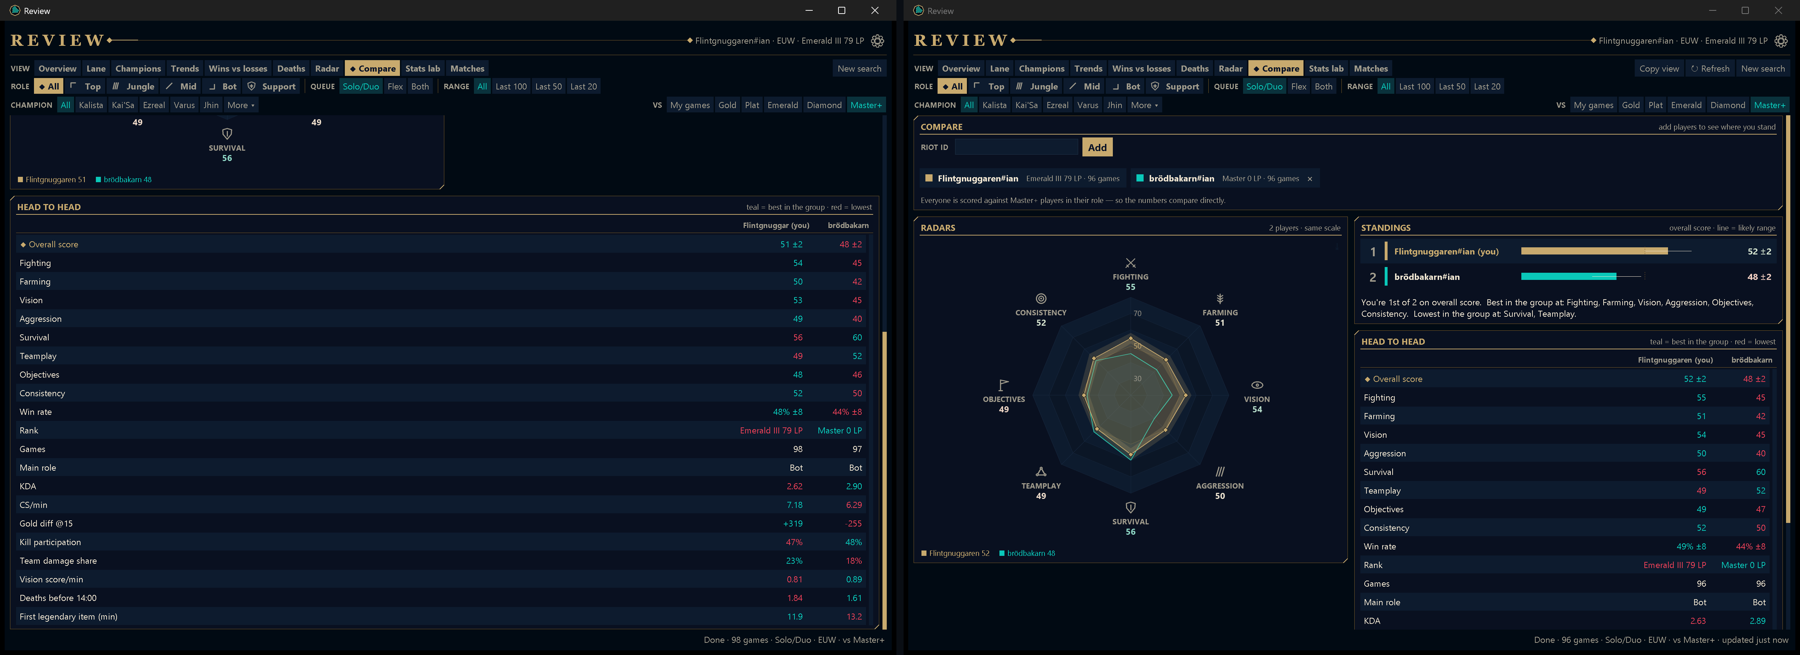 Review
REVIEW
Flintgnuggaren#ian · EUW · Emerald III 79 LP
VIEW Overview Lane Champions Trends Wins vs losses Deaths Radar Compare Stats lab Matches New search
ROLE All Top Jungle Mid Bot Support QUEUE Solo/Duo Flex Both RANGE All Last 100 Last 50 Last 20
CHAMPION All Kalista Kai'Sa Ezreal Varus Jhin More VS My games Gold Plat Emerald Diamond Master+
49 49
SURVIVAL
56
Flintgnuggaren 51 brödbakarn 48
HEAD TO HEAD teal = best in the group · red = lowest
Flintgnuggar (you) brödbakarn
Overall score 51 ±2 48 ±2
Fighting 54 45
Farming 50 42
Vision 53 45
Aggression 49 40
Survival 56 60
Teamplay 49 52
Objectives 48 46
Consistency 52 50
Win rate 48% ±8 44% ±8
Rank Emerald III 79 LP Master 0 LP
Games 98 97
Main role Bot Bot
KDA 2.62 2.90
CS/min 7.18 6.29
Gold diff @15 +319 -255
Kill participation 47% 48%
Team damage share 23% 18%
Vision score/min 0.81 0.89
Deaths before 14:00 1.84 1.61
First legendary item (min) 11.9 13.2
Done · 98 games · Solo/Duo · EUW · vs Master+
Review
REVIEW
Flintgnuggaren#ian · EUW · Emerald III 79 LP
VIEW Overview Lane Champions Trends Wins vs losses Deaths Radar Compare Stats lab Matches Copy view Refresh New search
ROLE All Top Jungle Mid Bot Support QUEUE Solo/Duo Flex Both RANGE All Last 100 Last 50 Last 20
CHAMPION All Kalista Kai'Sa Ezreal Varus Jhin More VS My games Gold Plat Emerald Diamond Master+
COMPARE add players to see where you stand
RIOT ID Add
Flintgnuggaren#ian Emerald III 79 LP · 96 games brödbakarn#ian Master 0 LP · 96 games ×
Everyone is scored against Master+ players in their role — so the numbers compare directly.
RADARS 2 players · same scale
FIGHTING
55
CONSISTENCY
52
FARMING
51
70
50
30
OBJECTIVES
49
VISION
54
TEAMPLAY
49
AGGRESSION
50
SURVIVAL
56
Flintgnuggaren 52 brödbakarn 48
STANDINGS overall score · line = likely range
1 Flintgnuggaren#ian (you) 52 ±2
2 brödbakarn#ian 48 ±2
You're 1st of 2 on overall score. Best in the group at: Fighting, Farming, Vision, Aggression, Objectives,
Consistency. Lowest in the group at: Survival, Teamplay.
HEAD TO HEAD teal = best in the group · red = lowest
Flintgnuggaren (you) brödbakarn
Overall score 52 ±2 48 ±2
Fighting 55 45
Farming 51 42
Vision 54 45
Aggression 50 40
Survival 56 60
Teamplay 49 52
Objectives 49 47
Consistency 52 50
Win rate 49% ±8 44% ±8
Rank Emerald III 79 LP Master 0 LP
Games 96 96
Main role Bot Bot
KDA 2.63 2.89
Done · 96 games · Solo/Duo · EUW · vs Master+ · updated just now